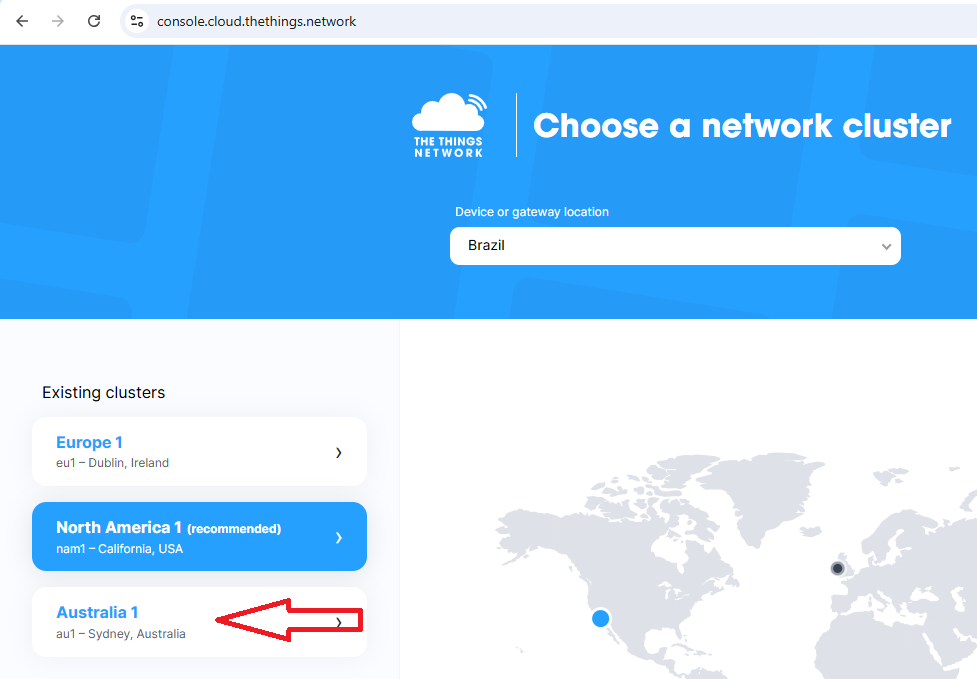 console.cloud.thethings.network
THE THINGS
NETWORK
Choose a network cluster
Device or gateway location
Brazil
Existing clusters
Europe 1
eu1 – Dublin, Ireland
North America 1 (recommended)
nam1 – California, USA
Australia 1
au1 – Sydney, Australia